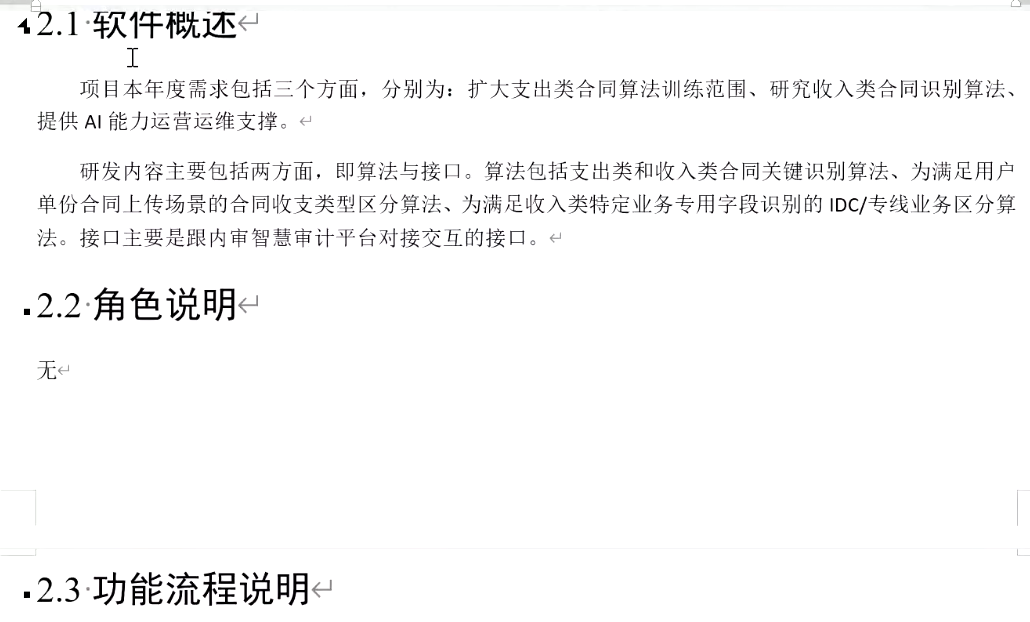 2.1 软件概述
项目本年度需求包括三个方面，分别为：扩大支出类合同算法训练范围、研究收入类合同识别算法、
提供 AI 能力运营运维支撑。
研发内容主要包括两方面，即算法与接口。算法包括支出类和收入类合同关键识别算法、为满足用户
单份合同上传场景的合同收支类型区分算法、为满足收入类特定业务专用字段识别的 IDC/专线业务区分算
法。接口主要是跟内审智慧审计平台对接交互的接口。
2.2 角色说明
无
2.3 功能流程说明